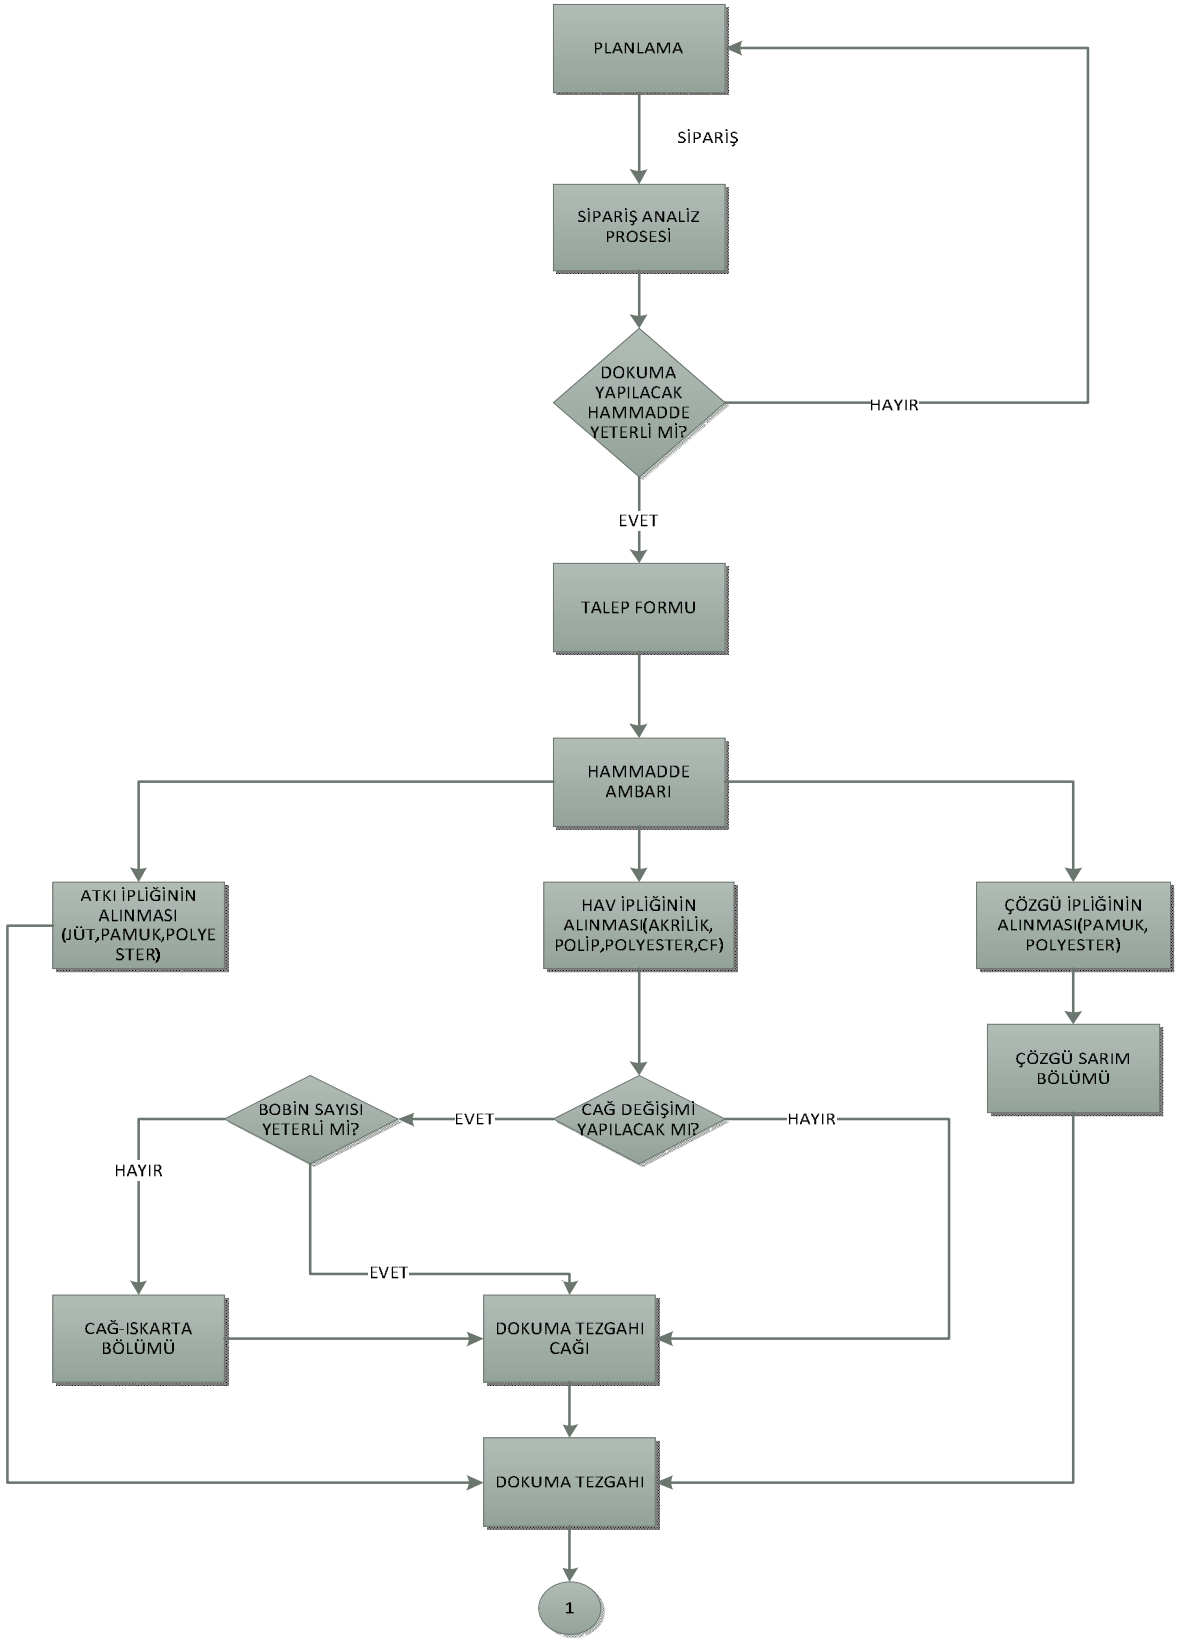 PLANLAMA
SİPARİŞ
SİPARİŞ ANALİZ
PROSESİ
DOKUMA
YAPILACAK
HAMMADDE
YETERLİ Mİ?
HAYIR
EVET
TALEP FORMU
HAMMADDE
AMBARI
ATKI İPLİĞİNİN
ALINMASI
(JÜT,PAMUK,POLYE
STER)
HAV İPLİĞİNİN
ALINMASI(AKRİLİK,
POLİP,POLYESTER,CF)
ÇÖZGÜ İPLİĞİNİN
ALINMASI(PAMUK,
POLYESTER)
ÇÖZGÜ SARIM
BÖLÜMÜ
BOBİN SAYISI
YETERLİ Mİ?
EVET
CAĞ DEĞİŞİMİ
YAPILACAK MI?
HAYIR
HAYIR
EVET
CAĞ-ISKARTA
BÖLÜMÜ
DOKUMA TEZGAHI
CAĞI
DOKUMA TEZGAHI
1